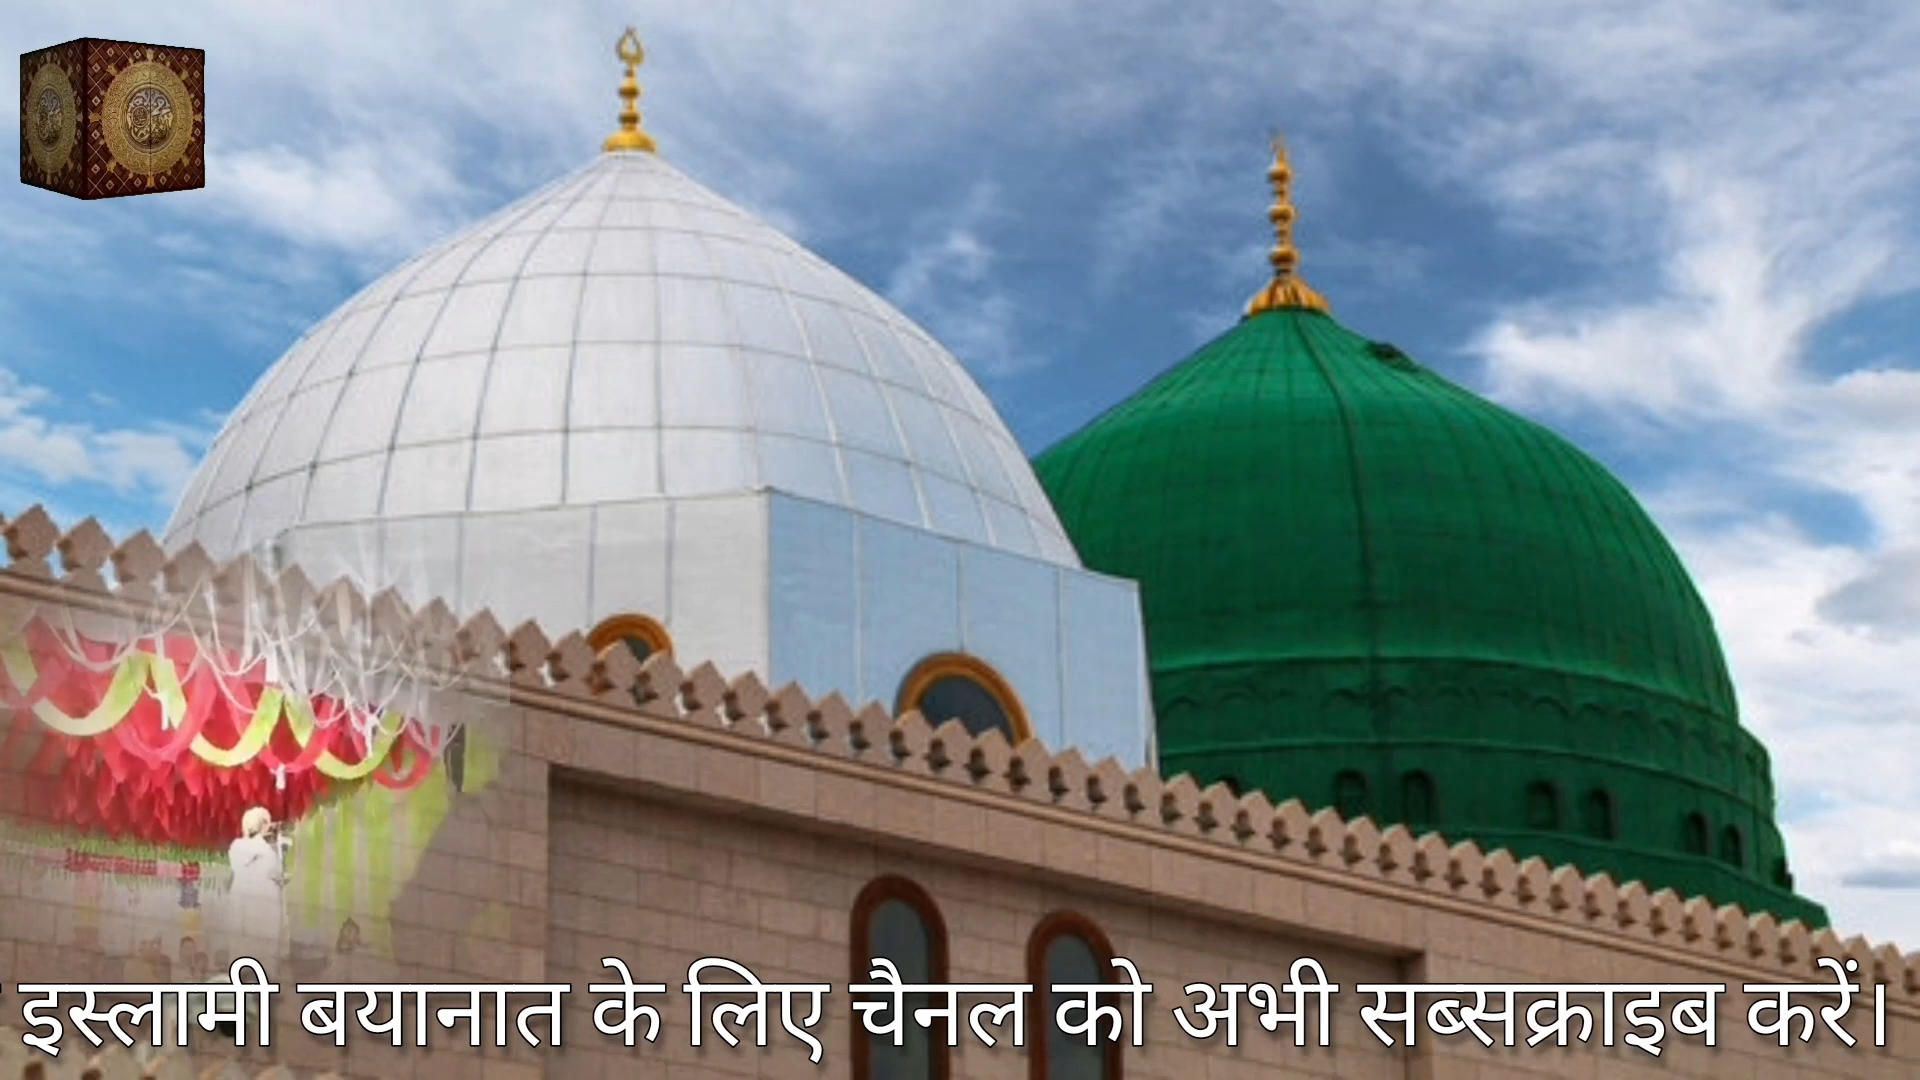 इस्लामी बयानात के लिए चैनल को अभी सब्सक्राइब करें।